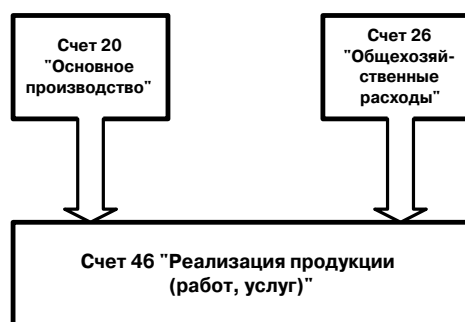 Счет 20
"Основное
производство"
Счет 26
"Общехозяй-
ственные
расходы"
Счет 46 "Реализация продукции
(работ, услуг)"